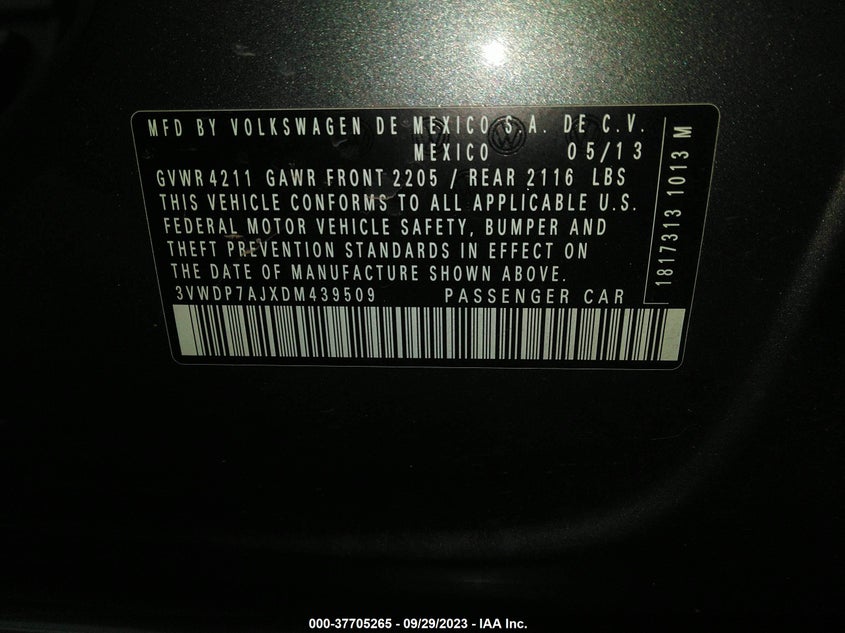 MFD BY VOLKSWAGEN DE MEXICO S.A. DE C.V.
MEXICO 05/13
GVWR 4211 GAWR FRONT 2205 / REAR 2116 LBS
THIS VEHICLE CONFORMS TO ALL APPLICABLE U.S.
FEDERAL MOTOR VEHICLE SAFETY, BUMPER AND
THEFT PREVENTION STANDARDS IN EFFECT ON
THE DATE OF MANUFACTURE SHOWN ABOVE.
3VWDP7AJXDM439509 PASSENGER CAR
1817313 1013 M
000-37705265 - 09/29/2023 - IAA Inc.